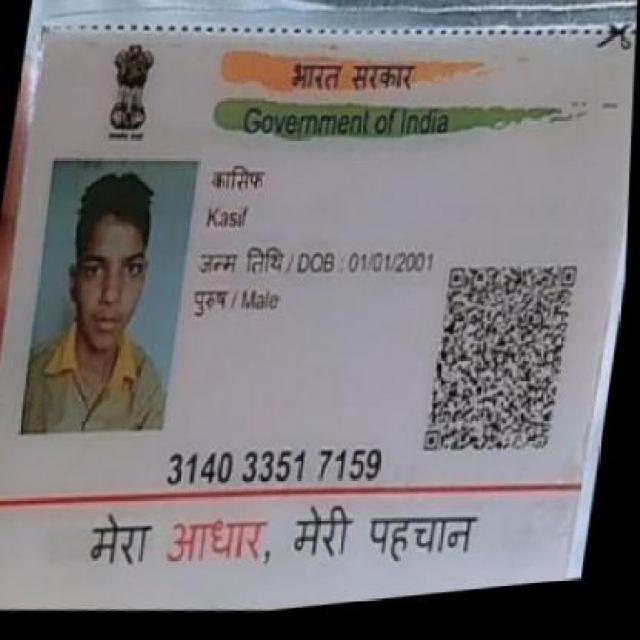 भारत सरकार
Government of India
कासिफ
Kasif
जन्म तिथि / DOB : 01/01/2001
पुरुष / Male
3140 3351 7159
मेरा आधार, मेरी पहचान